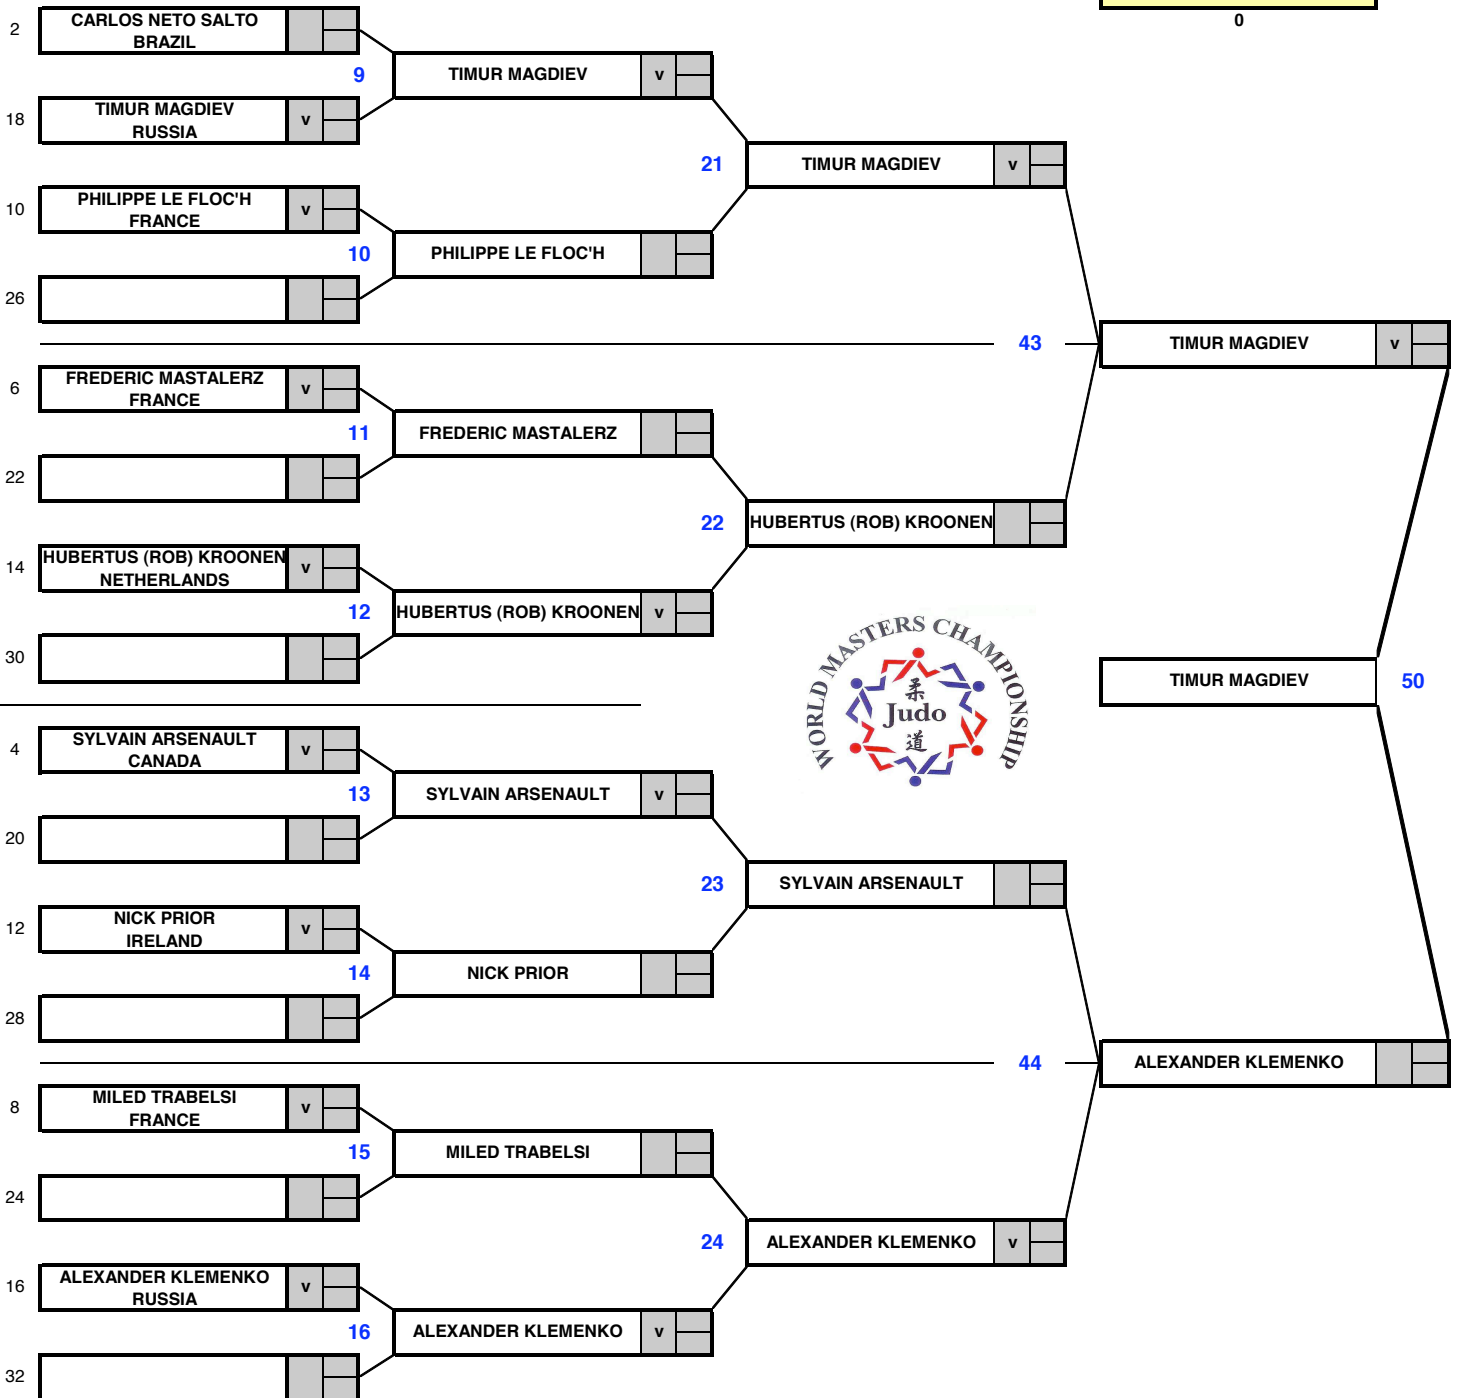 0
2
CARLOS NETO SALTO
BRAZIL
9
TIMUR MAGDIEV
v
18
TIMUR MAGDIEV
RUSSIA
v
21
TIMUR MAGDIEV
v
10
PHILIPPE LE FLOC'H
FRANCE
v
10
PHILIPPE LE FLOC'H
26
43
TIMUR MAGDIEV
v
6
FREDERIC MASTALERZ
FRANCE
v
11
FREDERIC MASTALERZ
22
22
HUBERTUS (ROB) KROONEN
14
HUBERTUS (ROB) KROONEN
NETHERLANDS
v
12
HUBERTUS (ROB) KROONEN
v
30
WORLD MASTERS CHAMPIONSHIP
柔
Judo
道
TIMUR MAGDIEV
50
4
SYLVAIN ARSENAULT
CANADA
v
13
SYLVAIN ARSENAULT
v
20
23
SYLVAIN ARSENAULT
12
NICK PRIOR
IRELAND
v
14
NICK PRIOR
28
44
ALEXANDER KLEMENKO
8
MILED TRABELSI
FRANCE
v
15
MILED TRABELSI
24
24
ALEXANDER KLEMENKO
v
16
ALEXANDER KLEMENKO
RUSSIA
v
16
ALEXANDER KLEMENKO
v
32